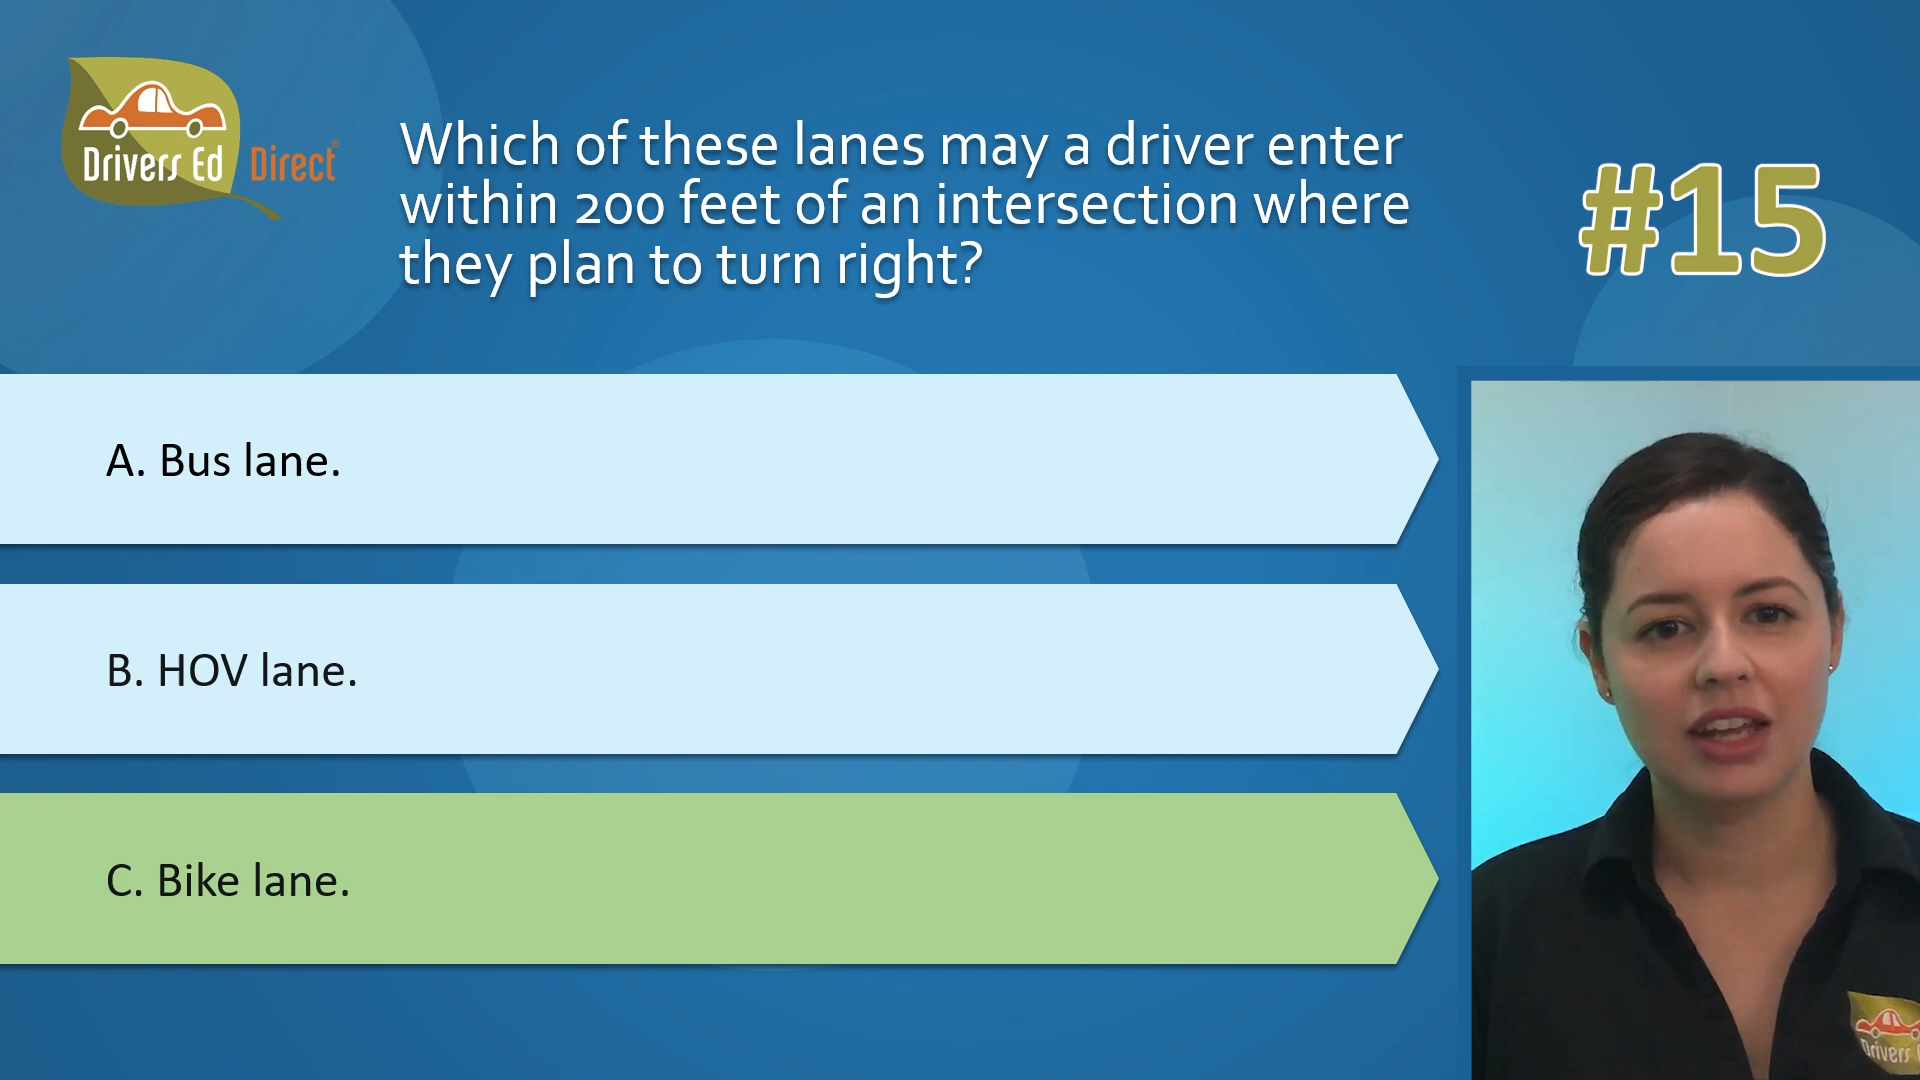 Drivers Ed Direct®
Which of these lanes may a driver enter
within 200 feet of an intersection where
they plan to turn right?
#15
A. Bus lane.
B. HOV lane.
C. Bike lane.
Drivers E